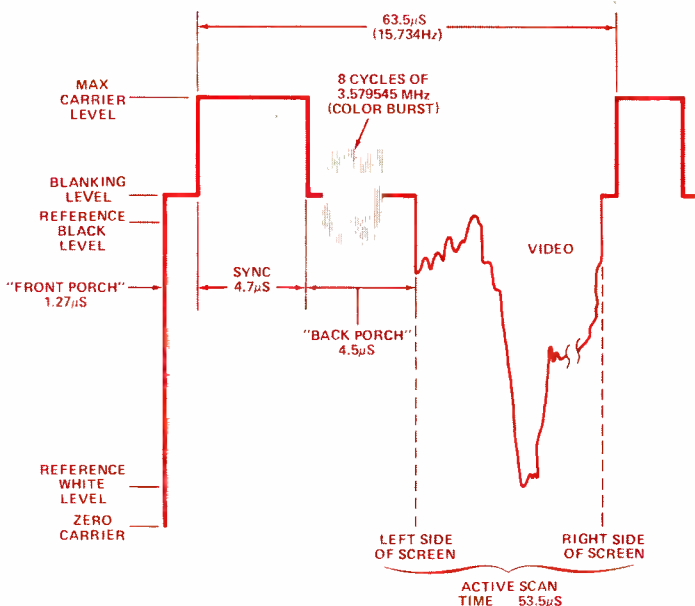 63.5µS
(15,734Hz)
MAX
CARRIER
LEVEL
8 CYCLES OF
3.579545 MHz
(COLOR BURST)
BLANKING
LEVEL
REFERENCE
BLACK
LEVEL
VIDEO
SYNC
4.7µS
"FRONT PORCH"
1.27µS
"BACK PORCH"
4.5µS
REFERENCE
WHITE
LEVEL
ZERO
CARRIER
LEFT SIDE
OF SCREEN
RIGHT SIDE
OF SCREEN
ACTIVE SCAN
TIME 53.5µS